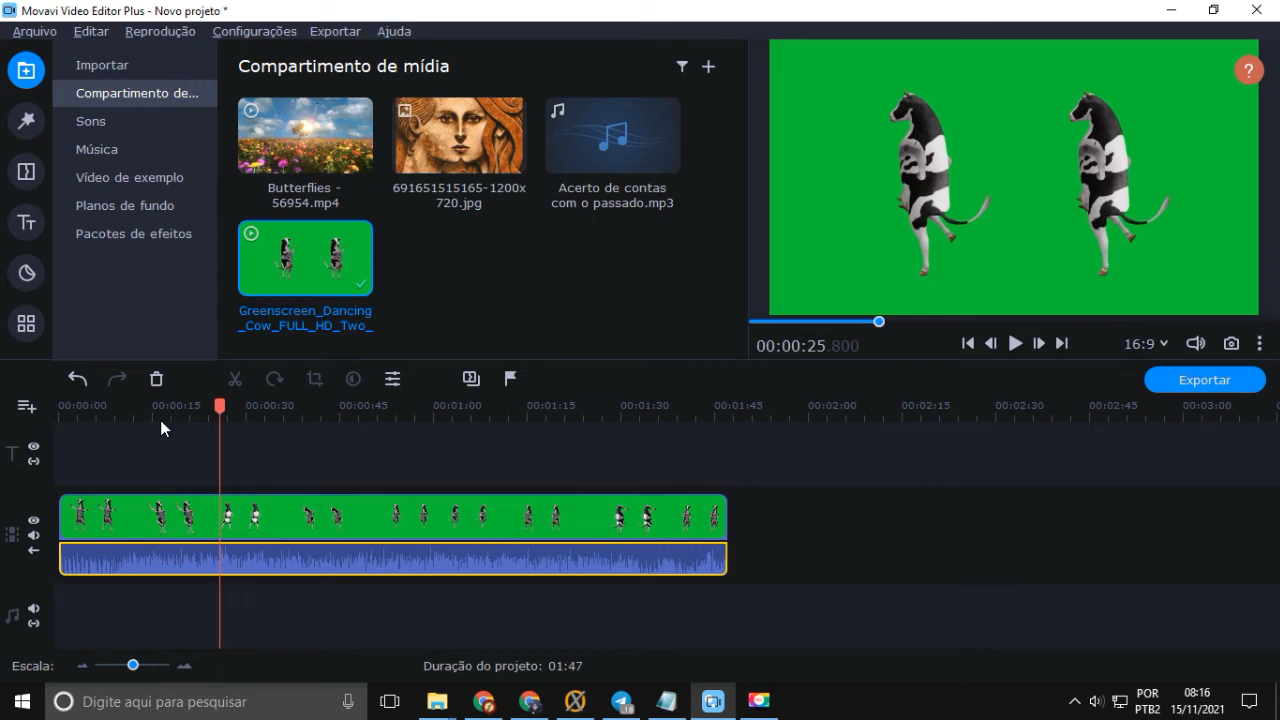 Movavi Video Editor Plus - Novo projeto *
Arquivo Editar Reprodução Configurações Exportar Ajuda
Importar
Compartimento de...
Sons
Música
Vídeo de exemplo
Planos de fundo
Pacotes de efeitos
Compartimento de mídia
Butterflies -
56954.mp4
691651515165-1200x
720.jpg
Acerto de contas
com o passado.mp3
Greenscreen_Dancing
_Cow_FULL_HD_Two_
?
00:00:25.800
16:9
Exportar
00:00:00 00:00:15 00:00:30 00:00:45 00:01:00 00:01:15 00:01:30 00:01:45 00:02:00 00:02:15 00:02:30 00:02:45 00:03:00
Escala:
Duração do projeto: 01:47
Digite aqui para pesquisar
18
POR
PTB2
08:16
15/11/2021